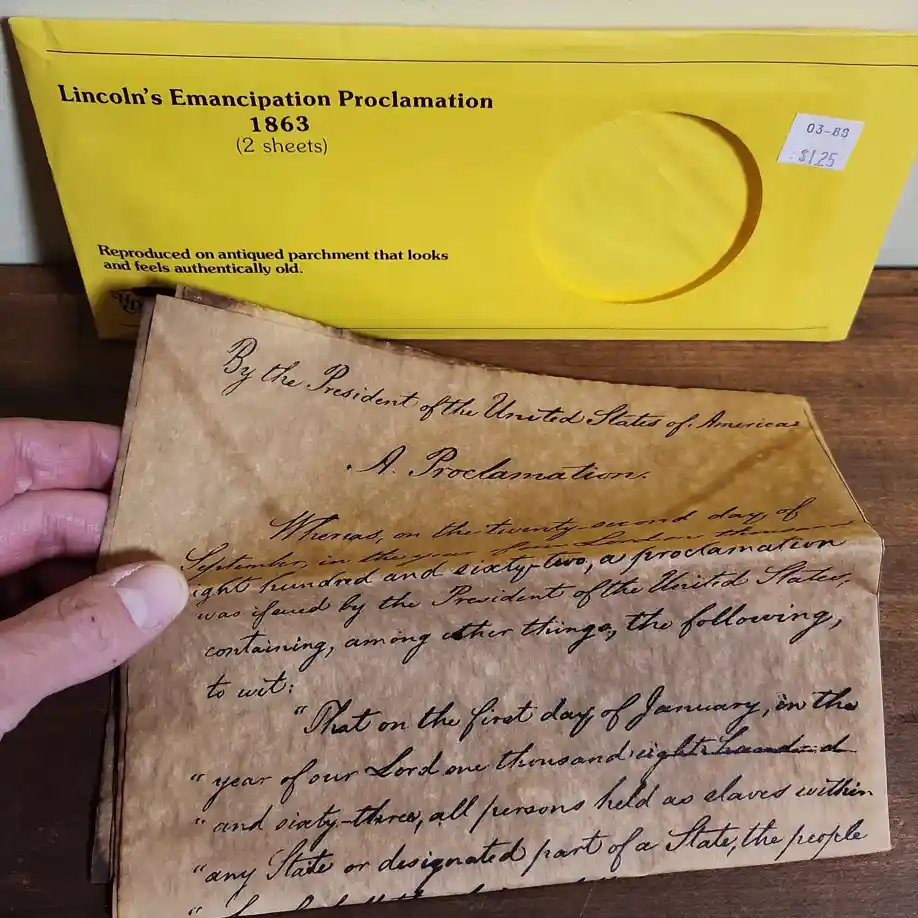 Lincoln's Emancipation Proclamation
1863
(2 sheets)
03-88
$1.25
Reproduced on antiqued parchment that looks
and feels authentically old.
By the President of the United States of America
A Proclamation.
Whereas, on the twenty-second day of
September, in the year of our Lord one thousand
eight hundred and sixty-two, a proclamation
was issued by the President of the United States,
containing, among other things, the following,
to wit:
"That on the first day of January, in the
"year of our Lord one thousand eight hundred
"and sixty-three, all persons held as slaves within
"any State or designated part of a State, the people